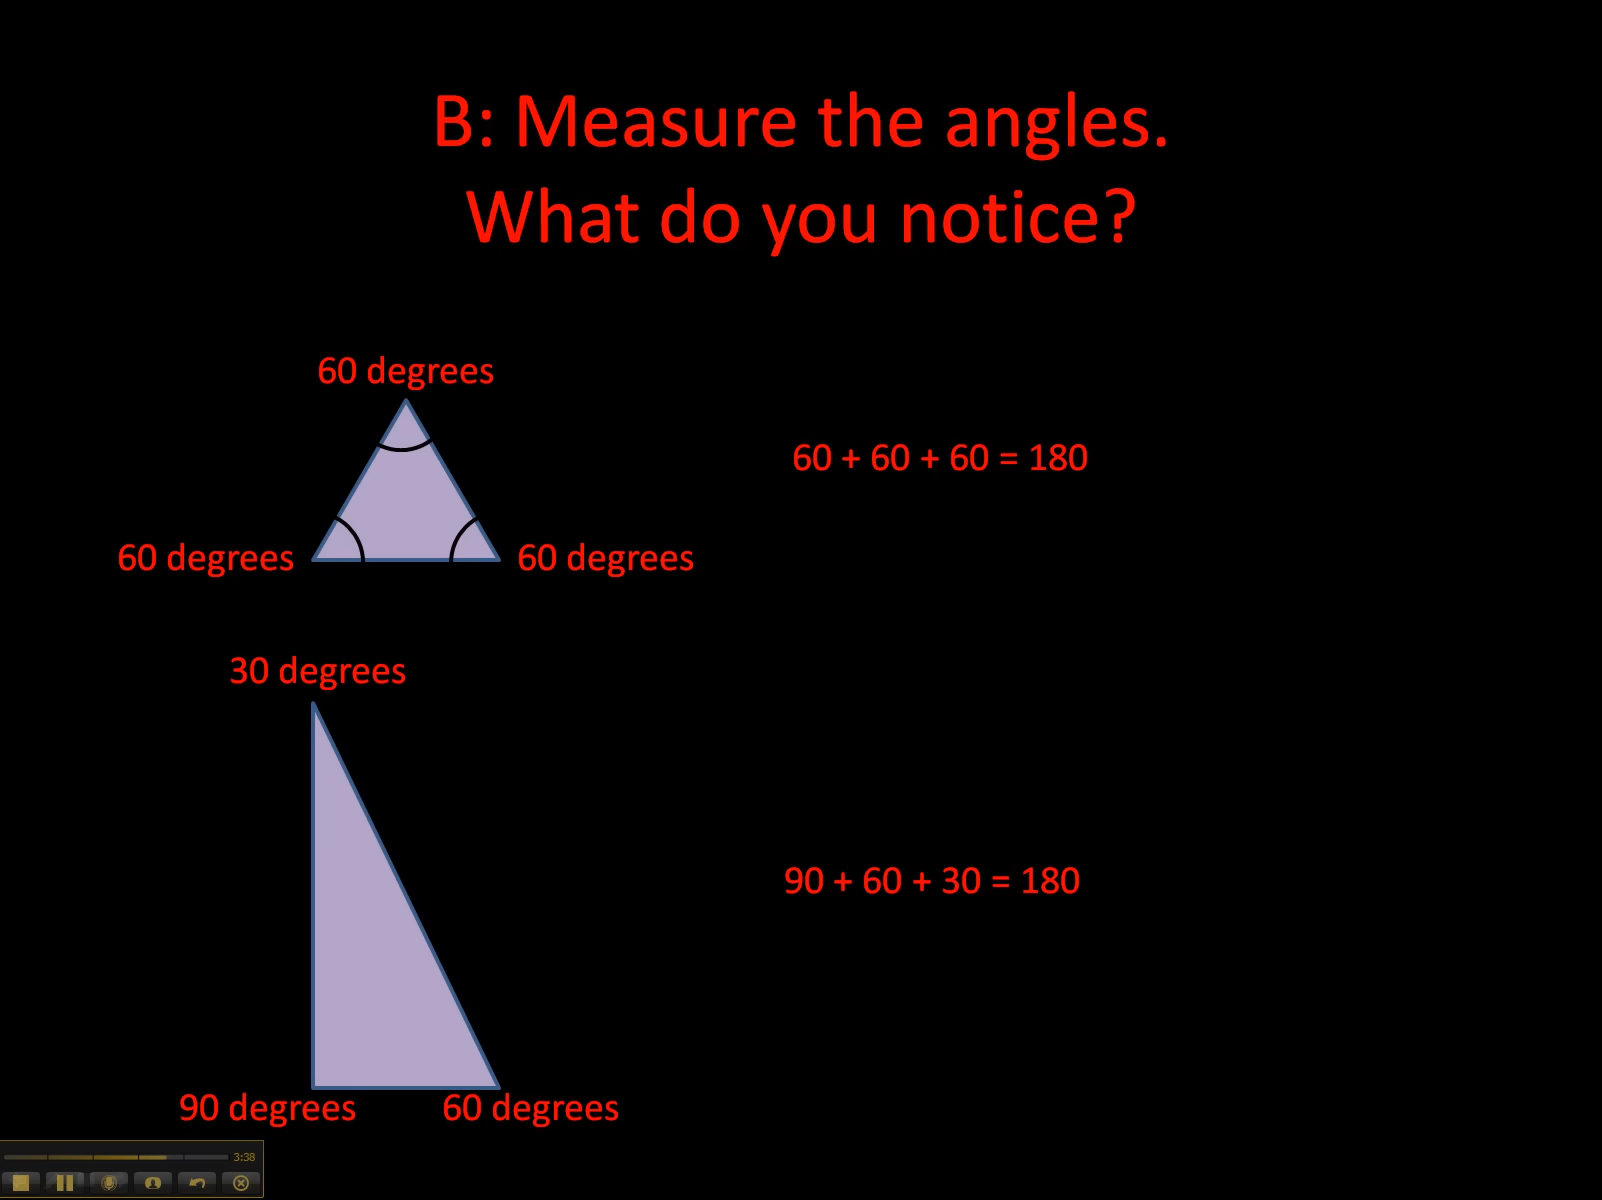 B: Measure the angles.
What do you notice?
60 degrees
60 + 60 + 60 = 180
60 degrees
60 degrees
30 degrees
90 + 60 + 30 = 180
90 degrees
60 degrees
3:38